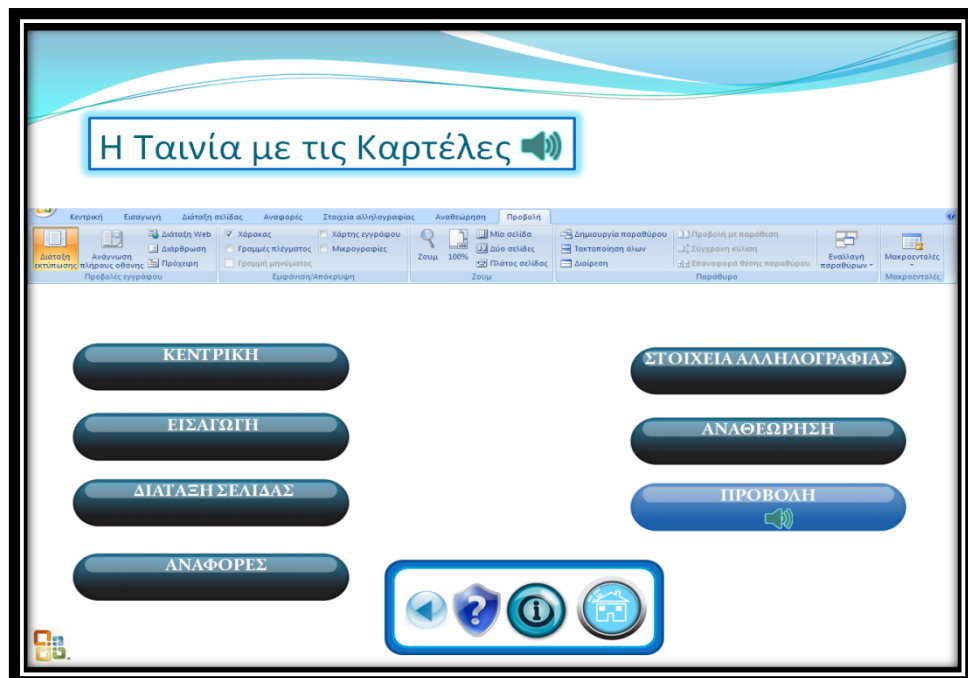 Η Ταινία με τις Καρτέλες
Κεντρική Εισαγωγή Διάταξη σελίδας Αναφορές Στοιχεία αλληλογραφίας Αναθεώρηση Προβολή
Διάταξη εκτύπωσης
Ανάγνωση πλήρους οθόνης
Διάταξη Web
Διάρθρωση
Πρόχειρη
Προβολές εγγράφου
Χάρακας
Γραμμές πλέγματος
Γραμμή μηνύματος
Χάρτης εγγράφου
Μικρογραφίες
Εμφάνιση/Απόκρυψη
Ζουμ
100%
Μία σελίδα
Δύο σελίδες
Πλάτος σελίδας
Ζουμ
Δημιουργία παραθύρου
Τακτοποίηση όλων
Διαίρεση
Προβολή με παράθεση
Σύγχρονη κύλιση
Επαναφορά θέσης παραθύρου
Εναλλαγή παραθύρων
Παράθυρο
Μακροεντολές
Μακροεντολές
ΚΕΝΤΡΙΚΗ
ΕΙΣΑΓΩΓΗ
ΔΙΑΤΑΞΗ ΣΕΛΙΔΑΣ
ΑΝΑΦΟΡΕΣ
ΣΤΟΙΧΕΙΑ ΑΛΛΗΛΟΓΡΑΦΙΑΣ
ΑΝΑΘΕΩΡΗΣΗ
ΠΡΟΒΟΛΗ